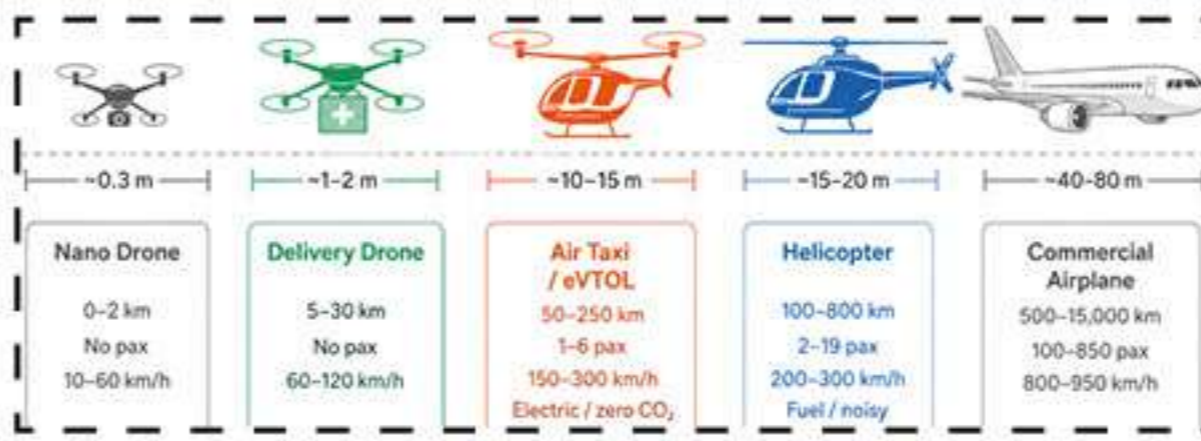 ~0.3 m
~1-2 m
~10-15 m
~15-20 m
~40-80 m
Nano Drone
0-2 km
No pax
10-60 km/h
Delivery Drone
5-30 km
No pax
60-120 km/h
Air Taxi
/ eVTOL
50-250 km
1-6 pax
150-300 km/h
Electric / zero CO₂
Helicopter
100-800 km
2-19 pax
200-300 km/h
Fuel / noisy
Commercial
Airplane
500-15,000 km
100-850 pax
800-950 km/h